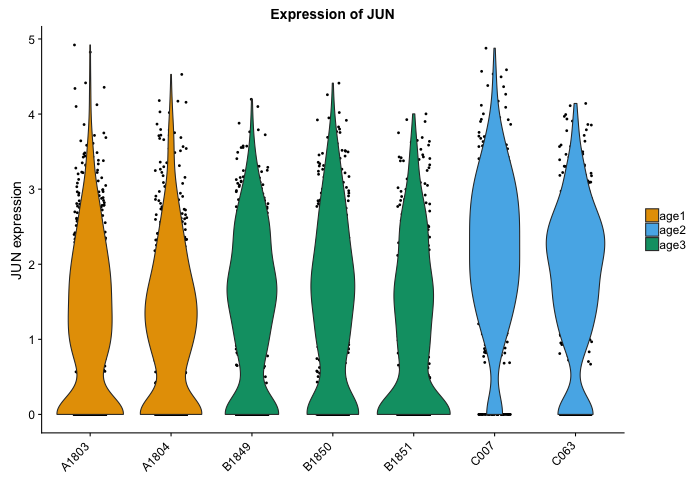 Expression of JUN
JUN expression
5
4
3
2
1
0
A1803
A1804
B1849
B1850
B1851
C007
C063
age1
age2
age3